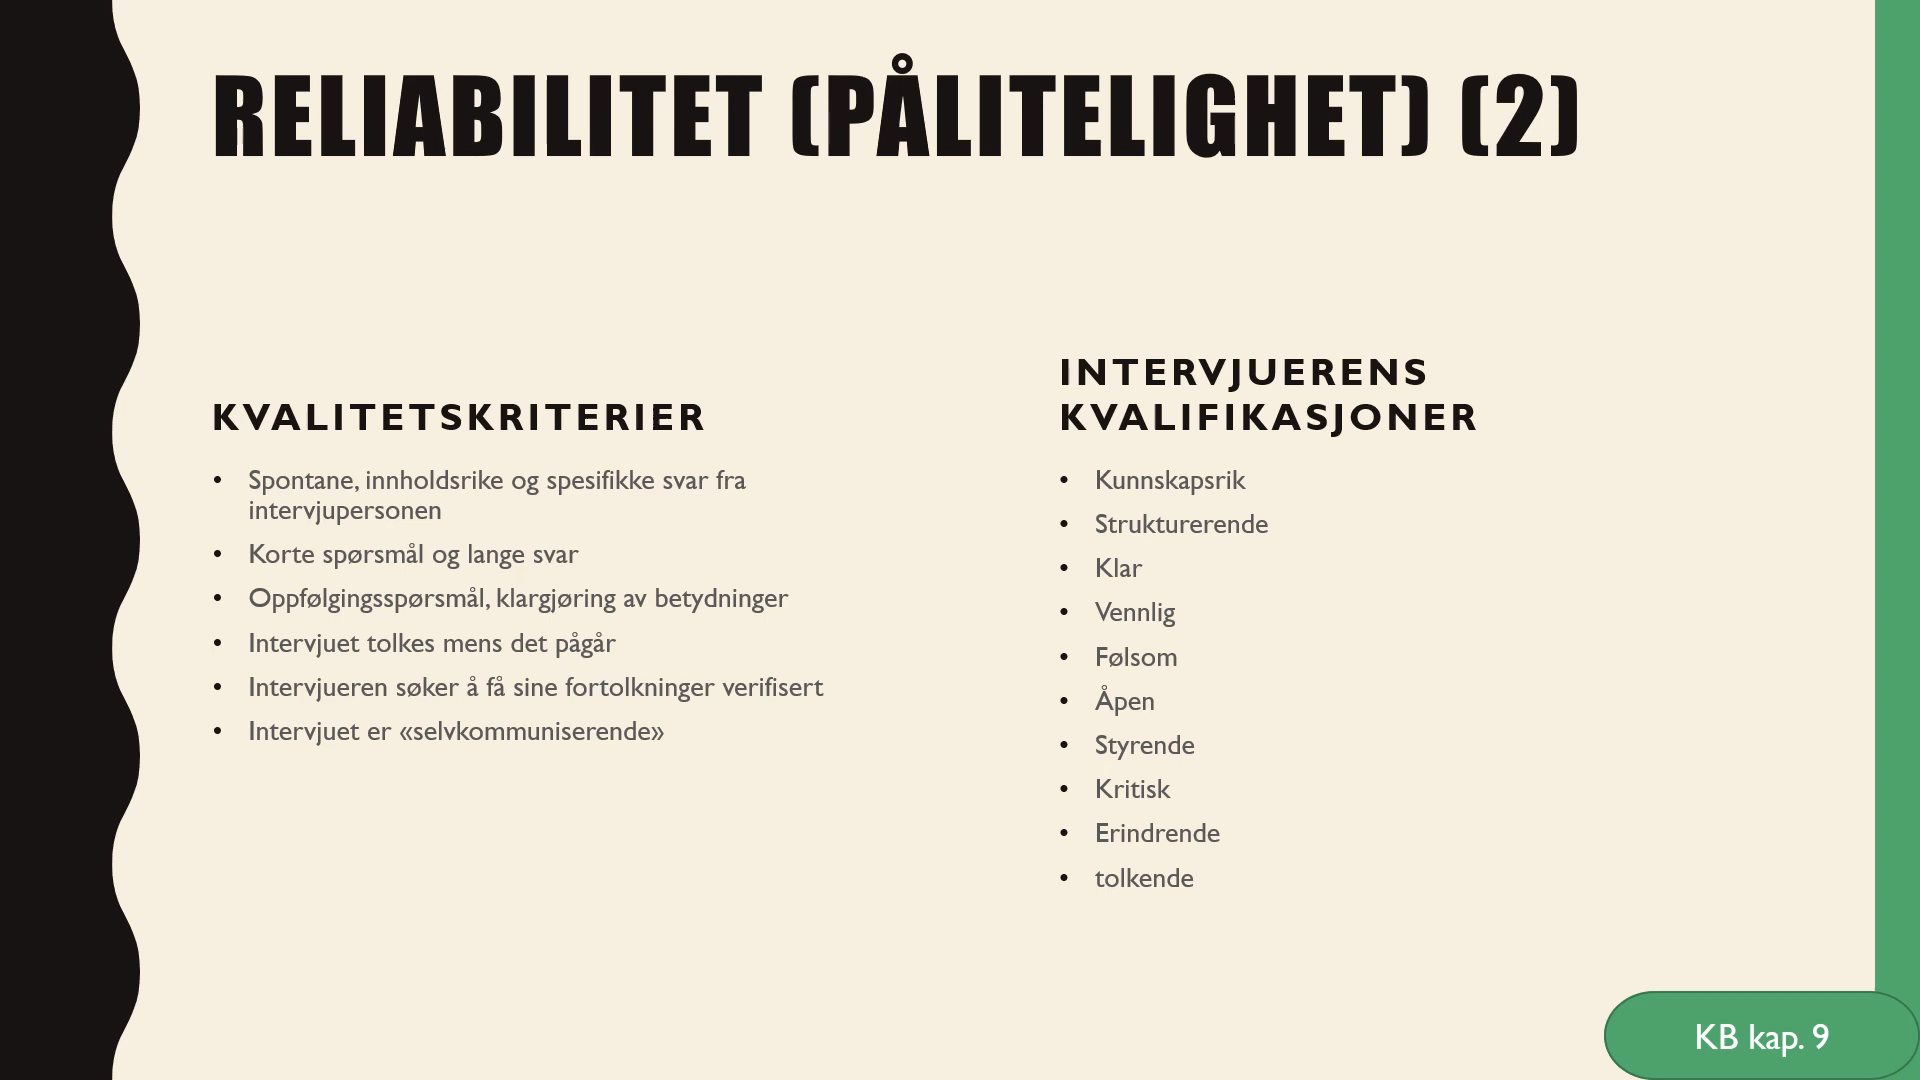 RELIABILITET (PÅLITELIGHET) (2)
KVALITETSKRITERIER
• Spontane, innholdsrike og spesifikke svar fra
intervjupersonen
• Korte spørsmål og lange svar
• Oppfølgingsspørsmål, klargjøring av betydninger
• Intervjuet tolkes mens det pågår
• Intervjueren søker å få sine fortolkninger verifisert
• Intervjuet er «selvkommuniserende»
INTERVJUERENS
KVALIFIKASJONER
• Kunnskapsrik
• Strukturerende
• Klar
• Vennlig
• Følsom
• Åpen
• Styrende
• Kritisk
• Erindrende
• tolkende
KB kap. 9